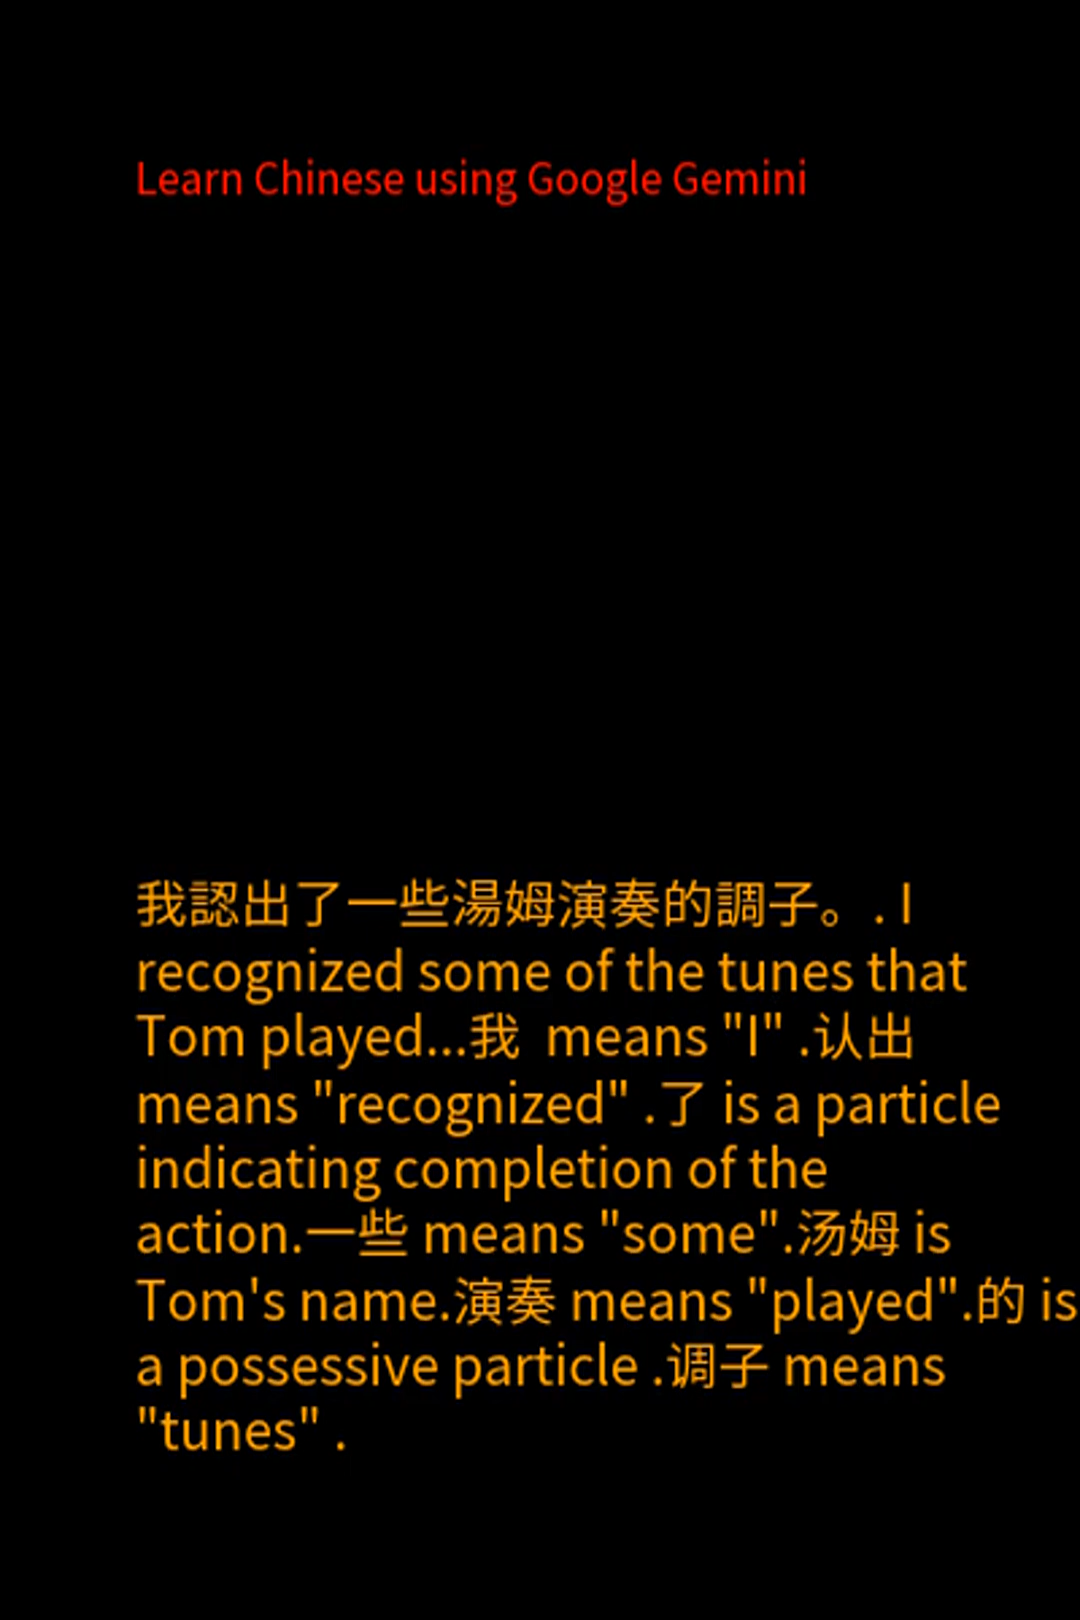 Learn Chinese using Google Gemini
我認出了一些湯姆演奏的調子。. I
recognized some of the tunes that
Tom played...我  means "I" .认出
means "recognized" .了 is a particle
indicating completion of the
action.一些 means "some".汤姆 is
Tom's name.演奏 means "played".的 is
a possessive particle .调子 means
"tunes" .